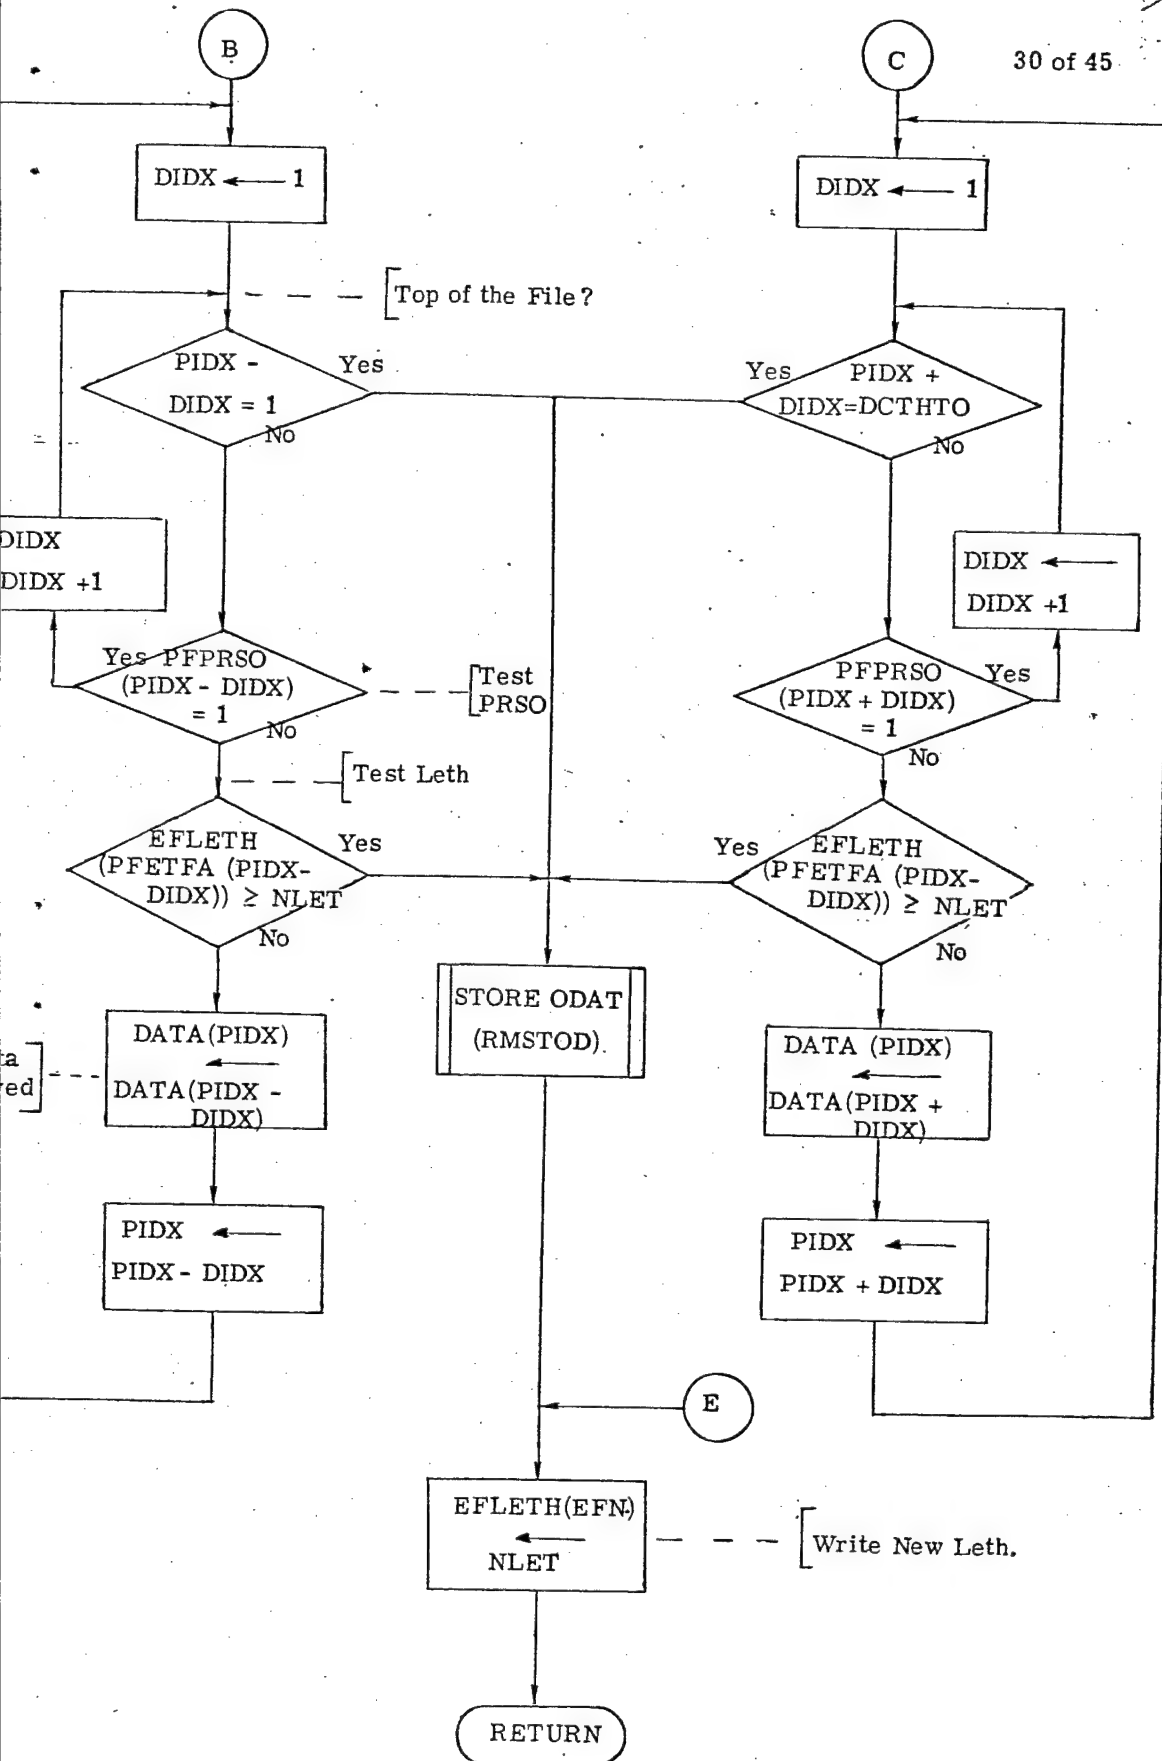 30 of 45
B
DIDX ← 1
Top of the File?
PIDX -
DIDX = 1
Yes
No
DIDX
DIDX +1
Yes
PFPRSO
(PIDX - DIDX)
= 1
No
Test
PRSO
Test Leth
EFLETH
(PFETFA (PIDX-
DIDX)) ≥ NLET
Yes
No
DATA(PIDX)
←
DATA(PIDX -
DIDX)
ta
ved
PIDX ←
PIDX - DIDX
C
DIDX ← 1
Yes
PIDX +
DIDX=DCTHTO
No
DIDX ←
DIDX +1
PFPRSO
(PIDX + DIDX)
= 1
Yes
No
Yes
EFLETH
(PFETFA (PIDX-
DIDX)) ≥ NLET
No
DATA (PIDX)
←
DATA(PIDX +
DIDX)
PIDX ←
PIDX + DIDX
STORE ODAT
(RMSTOD).
E
EFLETH(EFN)
←
NLET
Write New Leth.
RETURN